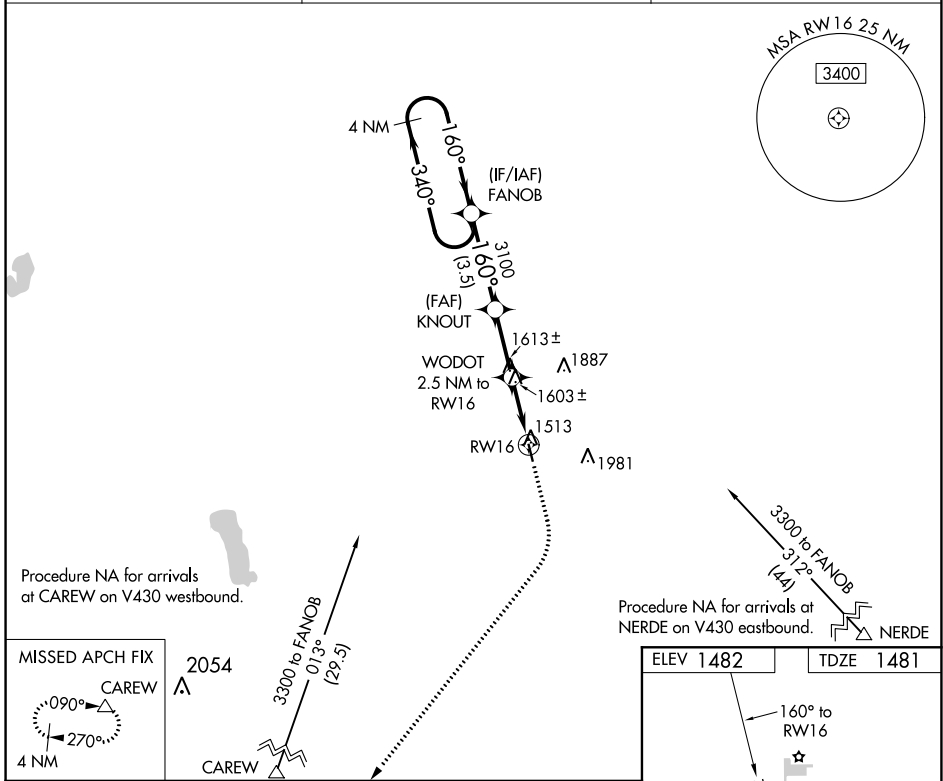 MSA RW16 25 NM
3400
4 NM
160°
340°
(IF/IAF)
FANOB
3100
160°
(3.5)
(FAF)
KNOUT
1613 ±
WODOT
2.5 NM to
RW16
1887
1603 ±
1513
RW16
1981
3300 to FANOB
312°
(44)
NERDE
Procedure NA for arrivals at
NERDE on V430 eastbound.
Procedure NA for arrivals
at CAREW on V430 westbound.
3300 to FANOB
013°
(29.5)
CAREW
2054
MISSED APCH FIX
CAREW
090°
270°
4 NM
ELEV 1482
TDZE 1481
160° to
RW16